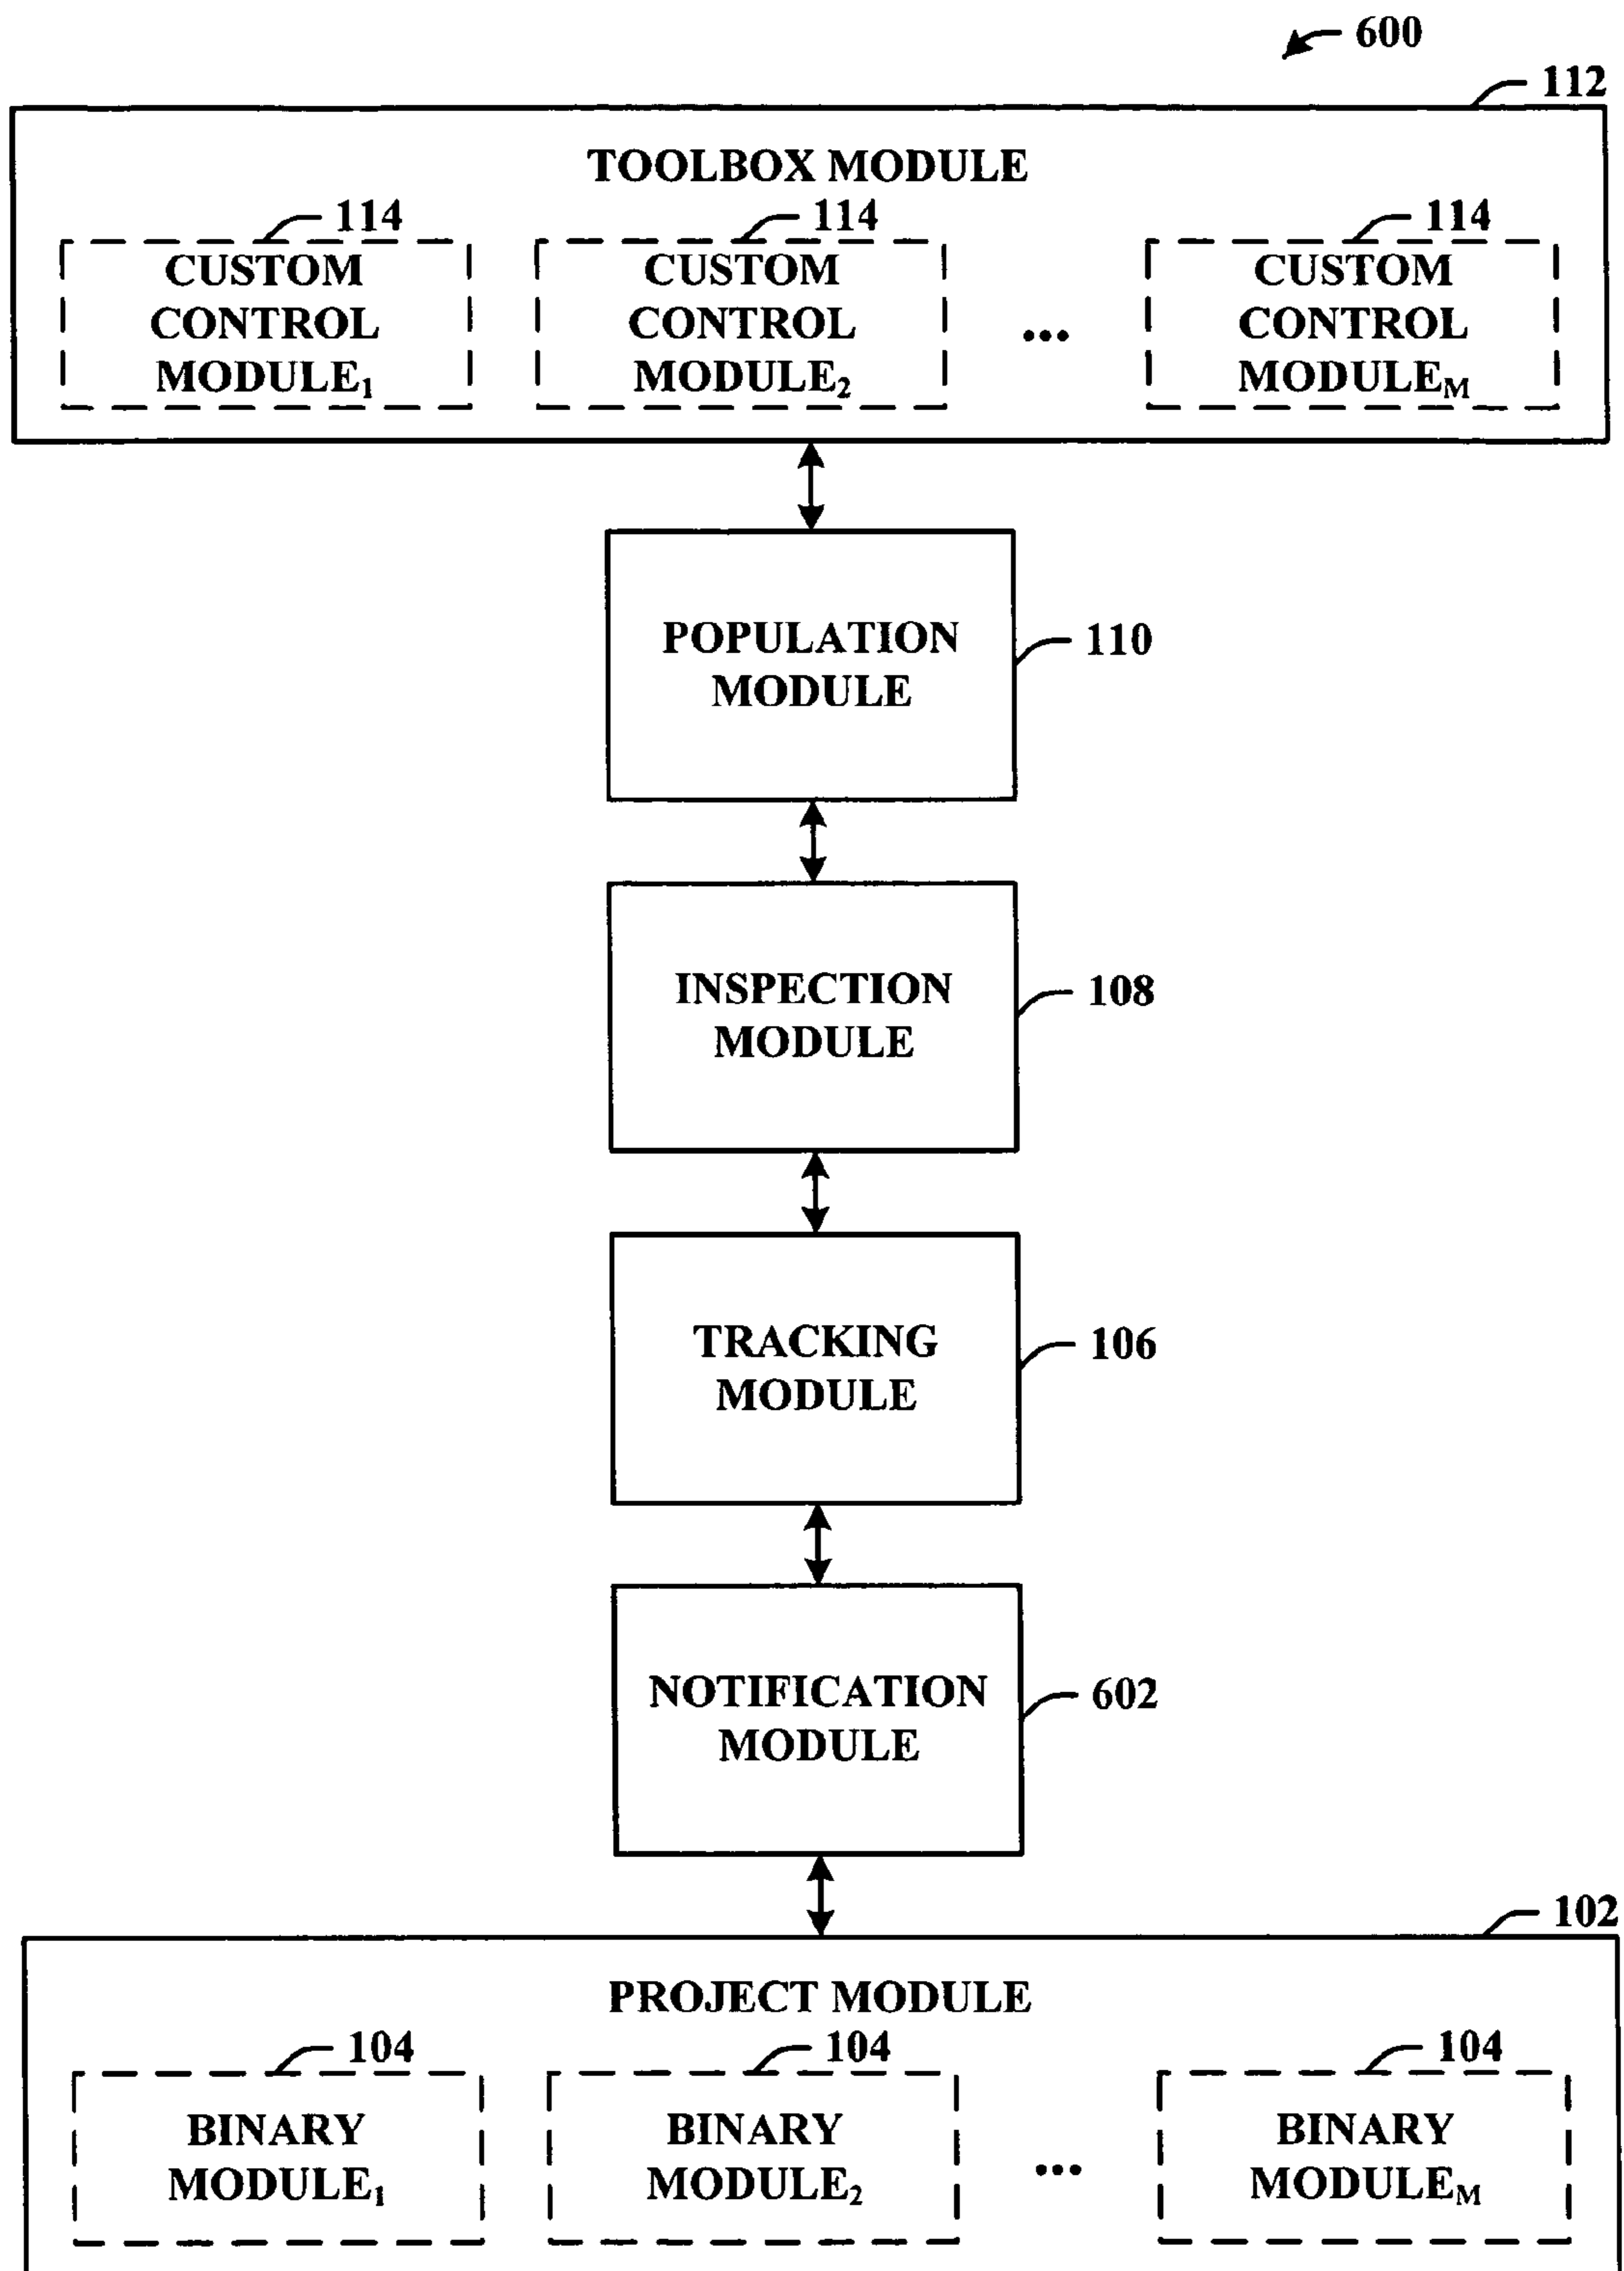 600
112
TOOLBOX MODULE
114
114
114
CUSTOM
CONTROL
MODULE₁
CUSTOM
CONTROL
MODULE₂
...
CUSTOM
CONTROL
MODULEM
POPULATION
MODULE
110
INSPECTION
MODULE
108
TRACKING
MODULE
106
NOTIFICATION
MODULE
602
102
PROJECT MODULE
104
104
104
BINARY
MODULE₁
BINARY
MODULE₂
...
BINARY
MODULEM